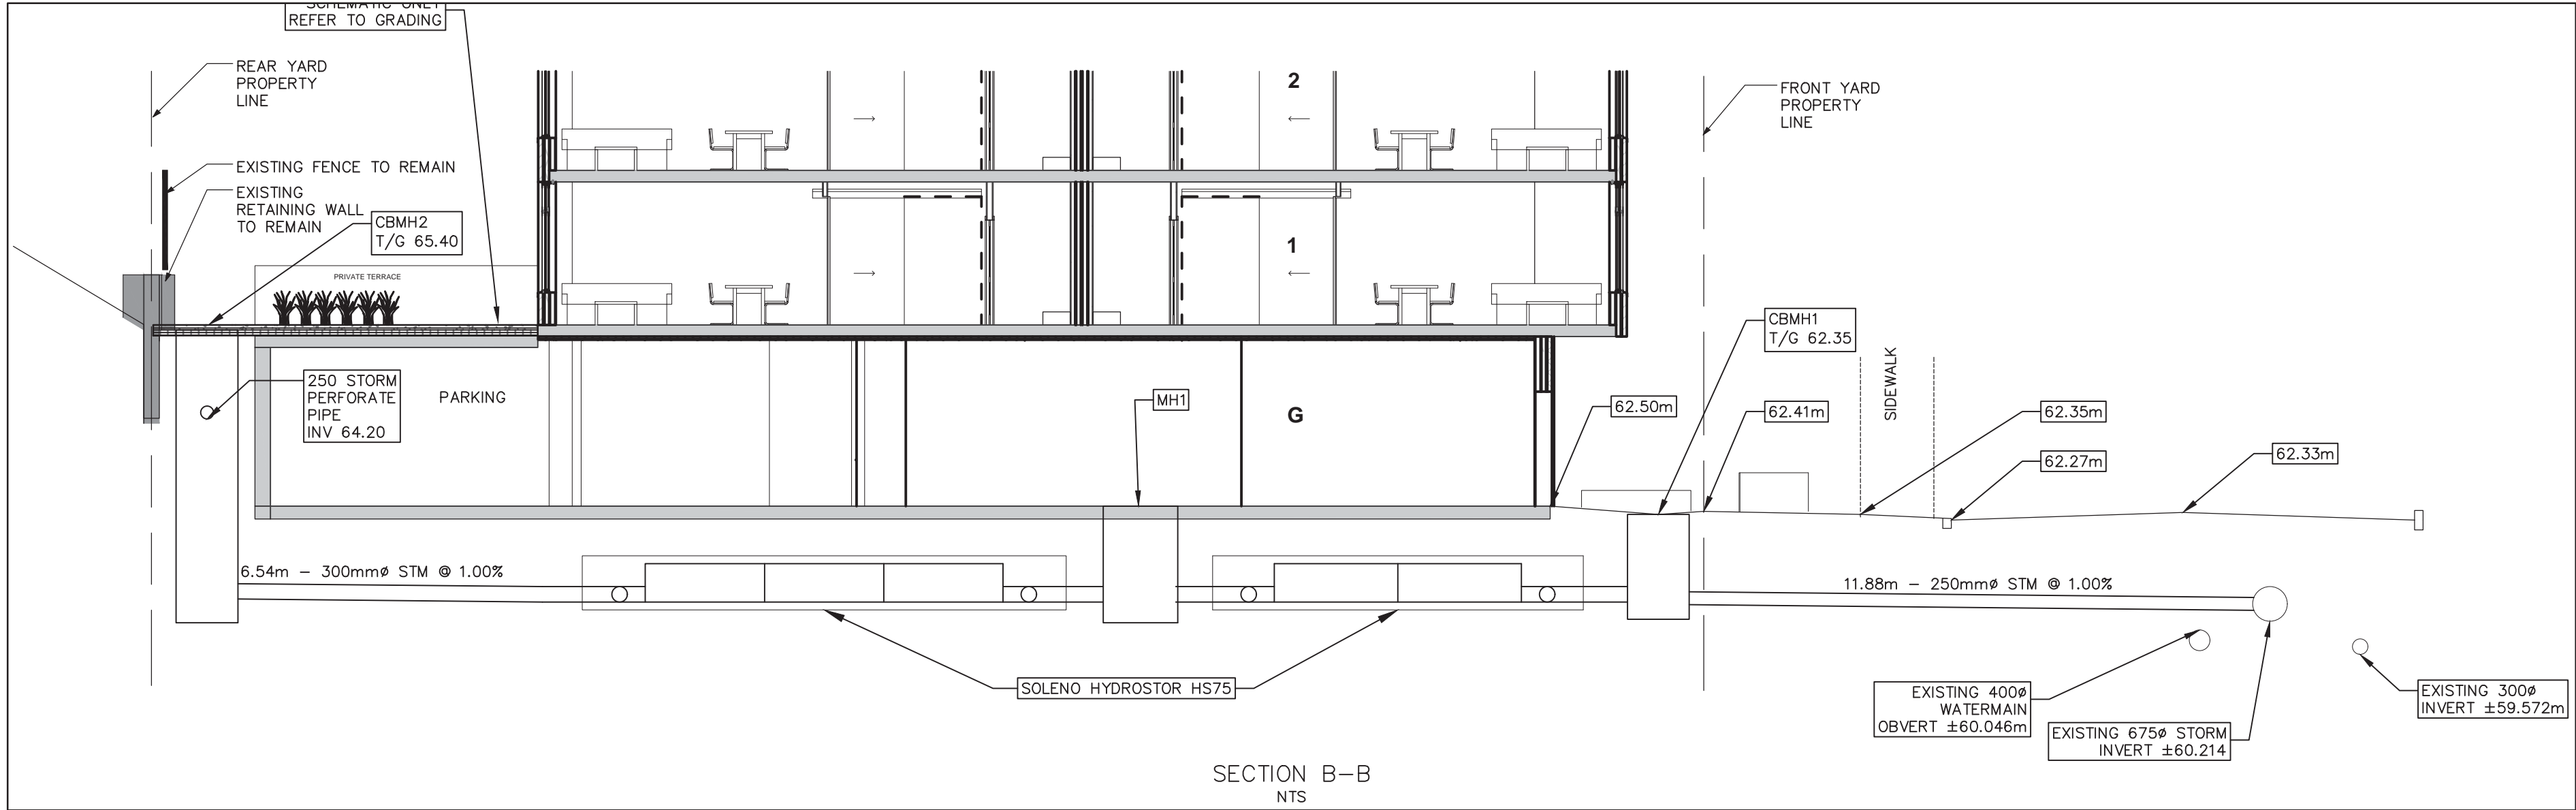 SCHEMATIC ONLY
REFER TO GRADING
REAR YARD
PROPERTY
LINE
EXISTING FENCE TO REMAIN
EXISTING
RETAINING WALL
TO REMAIN
CBMH2
T/G 65.40
PRIVATE TERRACE
250 STORM
PERFORATE
PIPE
INV 64.20
PARKING
2
1
G
MH1
FRONT YARD
PROPERTY
LINE
CBMH1
T/G 62.35
SIDEWALK
62.50m
62.41m
62.35m
62.27m
62.33m
6.54m - 300mmø STM @ 1.00%
11.88m - 250mmø STM @ 1.00%
SOLENO HYDROSTOR HS75
EXISTING 400ø
WATERMAIN
OBVERT ±60.046m
EXISTING 675ø STORM
INVERT ±60.214
EXISTING 300ø
INVERT ±59.572m
SECTION B-B
NTS